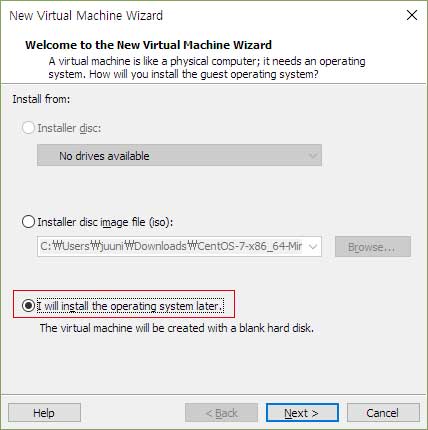 New Virtual Machine Wizard
Welcome to the New Virtual Machine Wizard
A virtual machine is like a physical computer; it needs an operating
system. How will you install the guest operating system?
Install from:
Installer disc:
No drives available
Installer disc image file (iso):
C:₩Users₩juuni₩Downloads₩CentOS-7-x86_64-Mir
Browse...
I will install the operating system later.
The virtual machine will be created with a blank hard disk.
Help
< Back
Next >
Cancel